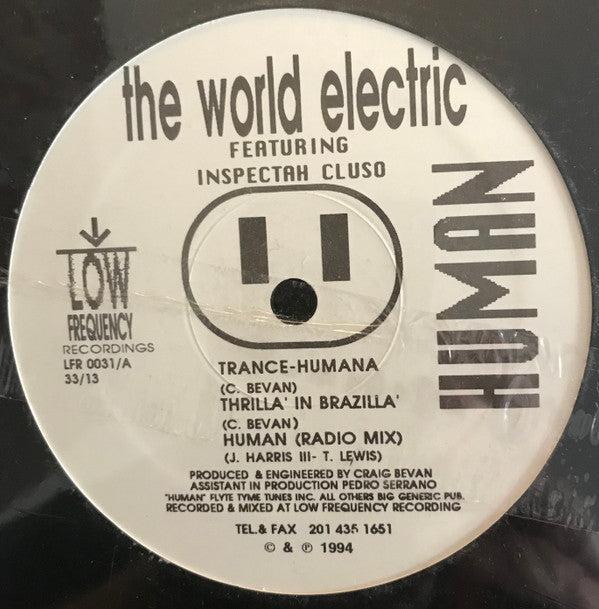 the world electric
FEATURING
INSPECTAH CLUSO
HUMAN
LOW
FREQUENCY
RECORDINGS
LFR 0031/A
33/13
TRANCE-HUMANA
(C. BEVAN)
THRILLA' IN BRAZILLA'
(C. BEVAN)
HUMAN (RADIO MIX)
(J. HARRIS III- T. LEWIS)
PRODUCED & ENGINEERED BY CRAIG BEVAN
ASSISTANT IN PRODUCTION PEDRO SERRANO
"HUMAN" FLYTE TYME TUNES INC. ALL OTHERS BIG GENERIC PUB.
RECORDED & MIXED AT LOW FREQUENCY RECORDING
TEL.& FAX 201 435 1651
© & ℗ 1994